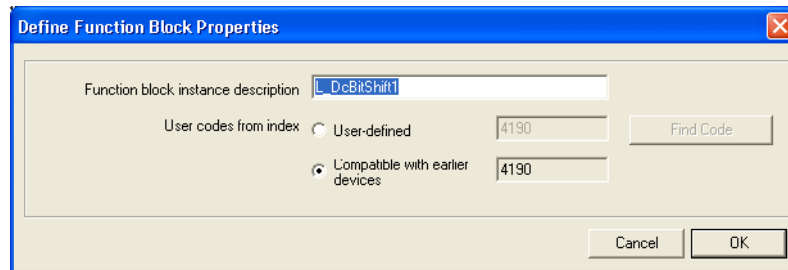 Define Function Block Properties
Function block instance description L_DcBitShift1
User codes from index User-defined 4190 Find Code
Compatible with earlier 4190
devices
Cancel OK